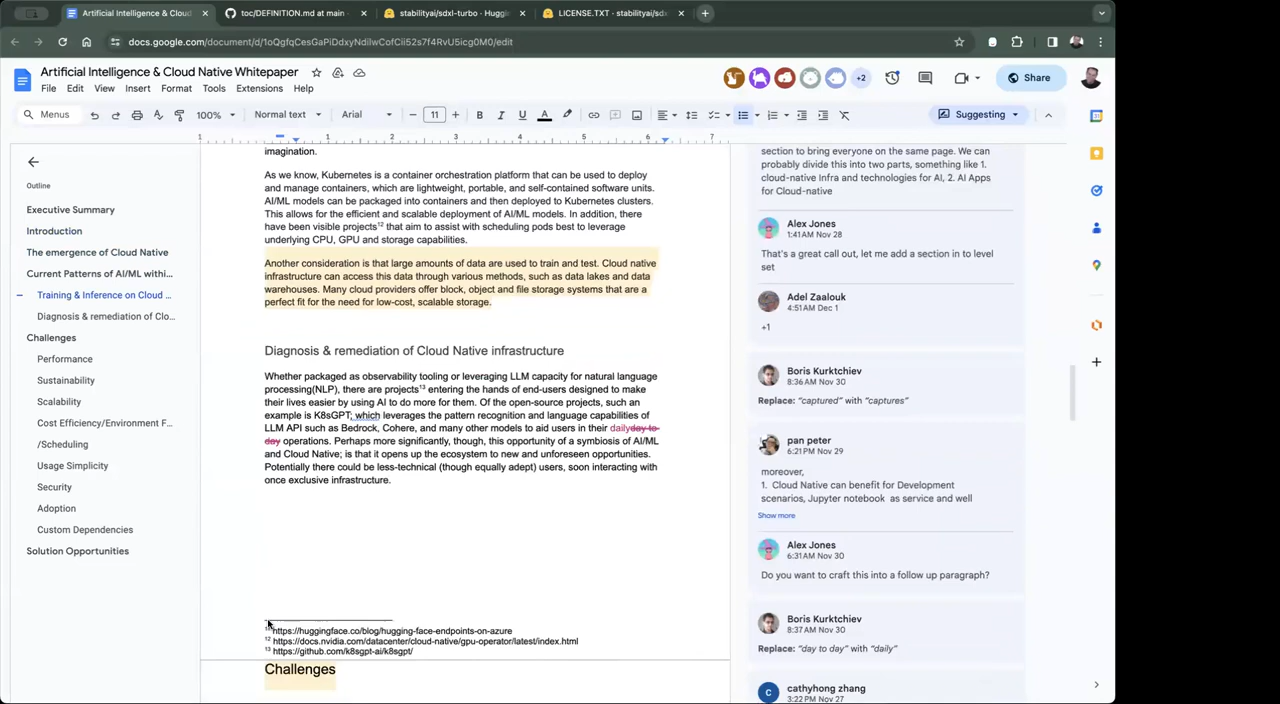 Artificial Intelligence & Cloud
toc/DEFINITION.md at main ·
stabilityai/sdxl-turbo · Huggi
LICENSE.TXT · stabilityai/sdx
docs.google.com/document/d/1oQgfqCesGaPiDdxyNdilwCofCii52s7f4RvU5icg0M0/edit
Artificial Intelligence & Cloud Native Whitepaper
+2
Share
File Edit View Insert Format Tools Extensions Help
Menus
100%
Normal text
Arial
11
B I U A
Suggesting
1 1 2 3 4 5 6 7
Outline
Executive Summary
Introduction
The emergence of Cloud Native
Current Patterns of AI/ML withi...
Training & Inference on Cloud ...
Diagnosis & remediation of Clo...
Challenges
Performance
Sustainability
Scalability
Cost Efficiency/Environment F...
/Scheduling
Usage Simplicity
Security
Adoption
Custom Dependencies
Solution Opportunities
imagination.
As we know, Kubernetes is a container orchestration platform that can be used to deploy
and manage containers, which are lightweight, portable, and self-contained software units.
AI/ML models can be packaged into containers and then deployed to Kubernetes clusters.
This allows for the efficient and scalable deployment of AI/ML models. In addition, there
have been visible projects12 that aim to assist with scheduling pods best to leverage
underlying CPU, GPU and storage capabilities.
Another consideration is that large amounts of data are used to train and test. Cloud native
infrastructure can access this data through various methods, such as data lakes and data
warehouses. Many cloud providers offer block, object and file storage systems that are a
perfect fit for the need for low-cost, scalable storage.
Diagnosis & remediation of Cloud Native infrastructure
Whether packaged as observability tooling or leveraging LLM capacity for natural language
processing(NLP), there are projects13 entering the hands of end-users designed to make
their lives easier by using AI to do more for them. Of the open-source projects, such an
example is K8sGPT; which leverages the pattern recognition and language capabilities of
LLM API such as Bedrock, Cohere, and many other models to aid users in their dailyday to
day operations. Perhaps more significantly, though, this opportunity of a symbiosis of AI/ML
and Cloud Native; is that it opens up the ecosystem to new and unforeseen opportunities.
Potentially there could be less-technical (though equally adept) users, soon interacting with
once exclusive infrastructure.
11 https://huggingface.co/blog/hugging-face-endpoints-on-azure
12 https://docs.nvidia.com/datacenter/cloud-native/gpu-operator/latest/index.html
13 https://github.com/k8sgpt-ai/k8sgpt/
Challenges
section to bring everyone on the same page. We can
probably divide this into two parts, something like 1.
cloud-native Infra and technologies for AI, 2. AI Apps
for Cloud-native
Alex Jones
1:41 AM Nov 28
That's a great call out, let me add a section in to level
set
Adel Zaalouk
4:51 AM Dec 1
+1
Boris Kurktchiev
8:36 AM Nov 30
Replace: “captured” with “captures”
pan peter
6:21 PM Nov 29
moreover,
1. Cloud Native can benefit for Development
scenarios, Jupyter notebook as service and well
Show more
Alex Jones
6:31 AM Nov 30
Do you want to craft this into a follow up paragraph?
Boris Kurktchiev
8:37 AM Nov 30
Replace: “day to day” with “daily”
C
cathyhong zhang
3:22 PM Nov 27